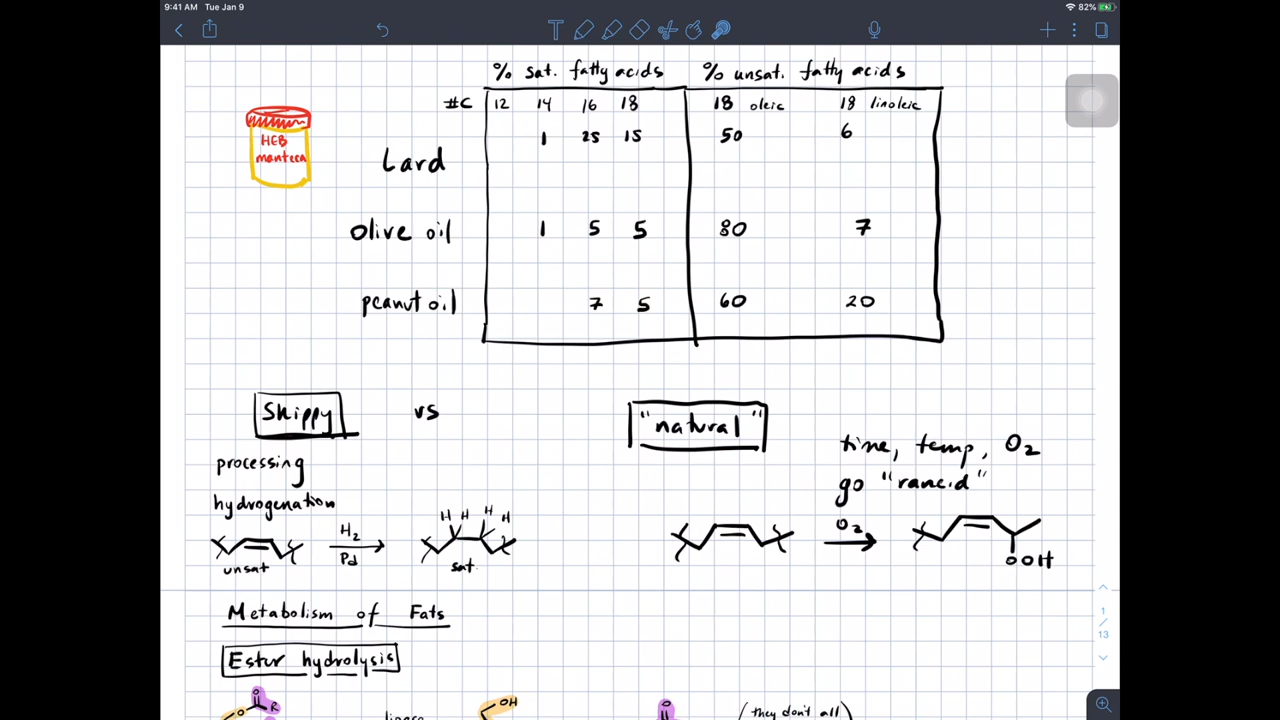 9:41 AM Tue Jan 9
82%
% sat. fatty acids % unsat. fatty acids
#C 12 14 16 18 18 oleic 18 linoleic
HEB
manteca
Lard 1 25 15 50 6
olive oil 1 5 5 80 7
peanut oil 7 5 60 20
Skippy vs "natural"
time, temp, O2
go "rancid"
processing
hydrogenation
H2
Pd
unsat
H H H H
sat.
O2
OOH
Metabolism of Fats
Ester hydrolysis
O
O R
OH
O
(they don't all)
1
/
13